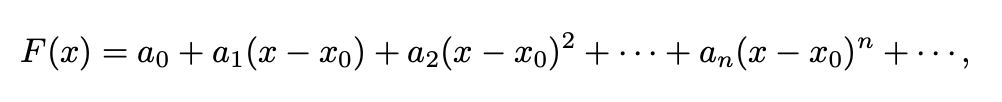 F(x) = a₀ + a₁(x − x₀) + a₂(x − x₀)² + · · · + aₙ(x − x₀)ⁿ + · · · ,